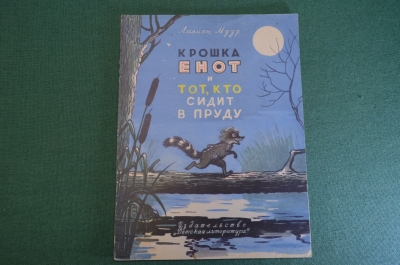 Лилиан Муур
КРОШКА
ЕНОТ
и
ТОТ, КТО
СИДИТ
В ПРУДУ
Издательство
"Детская литература"